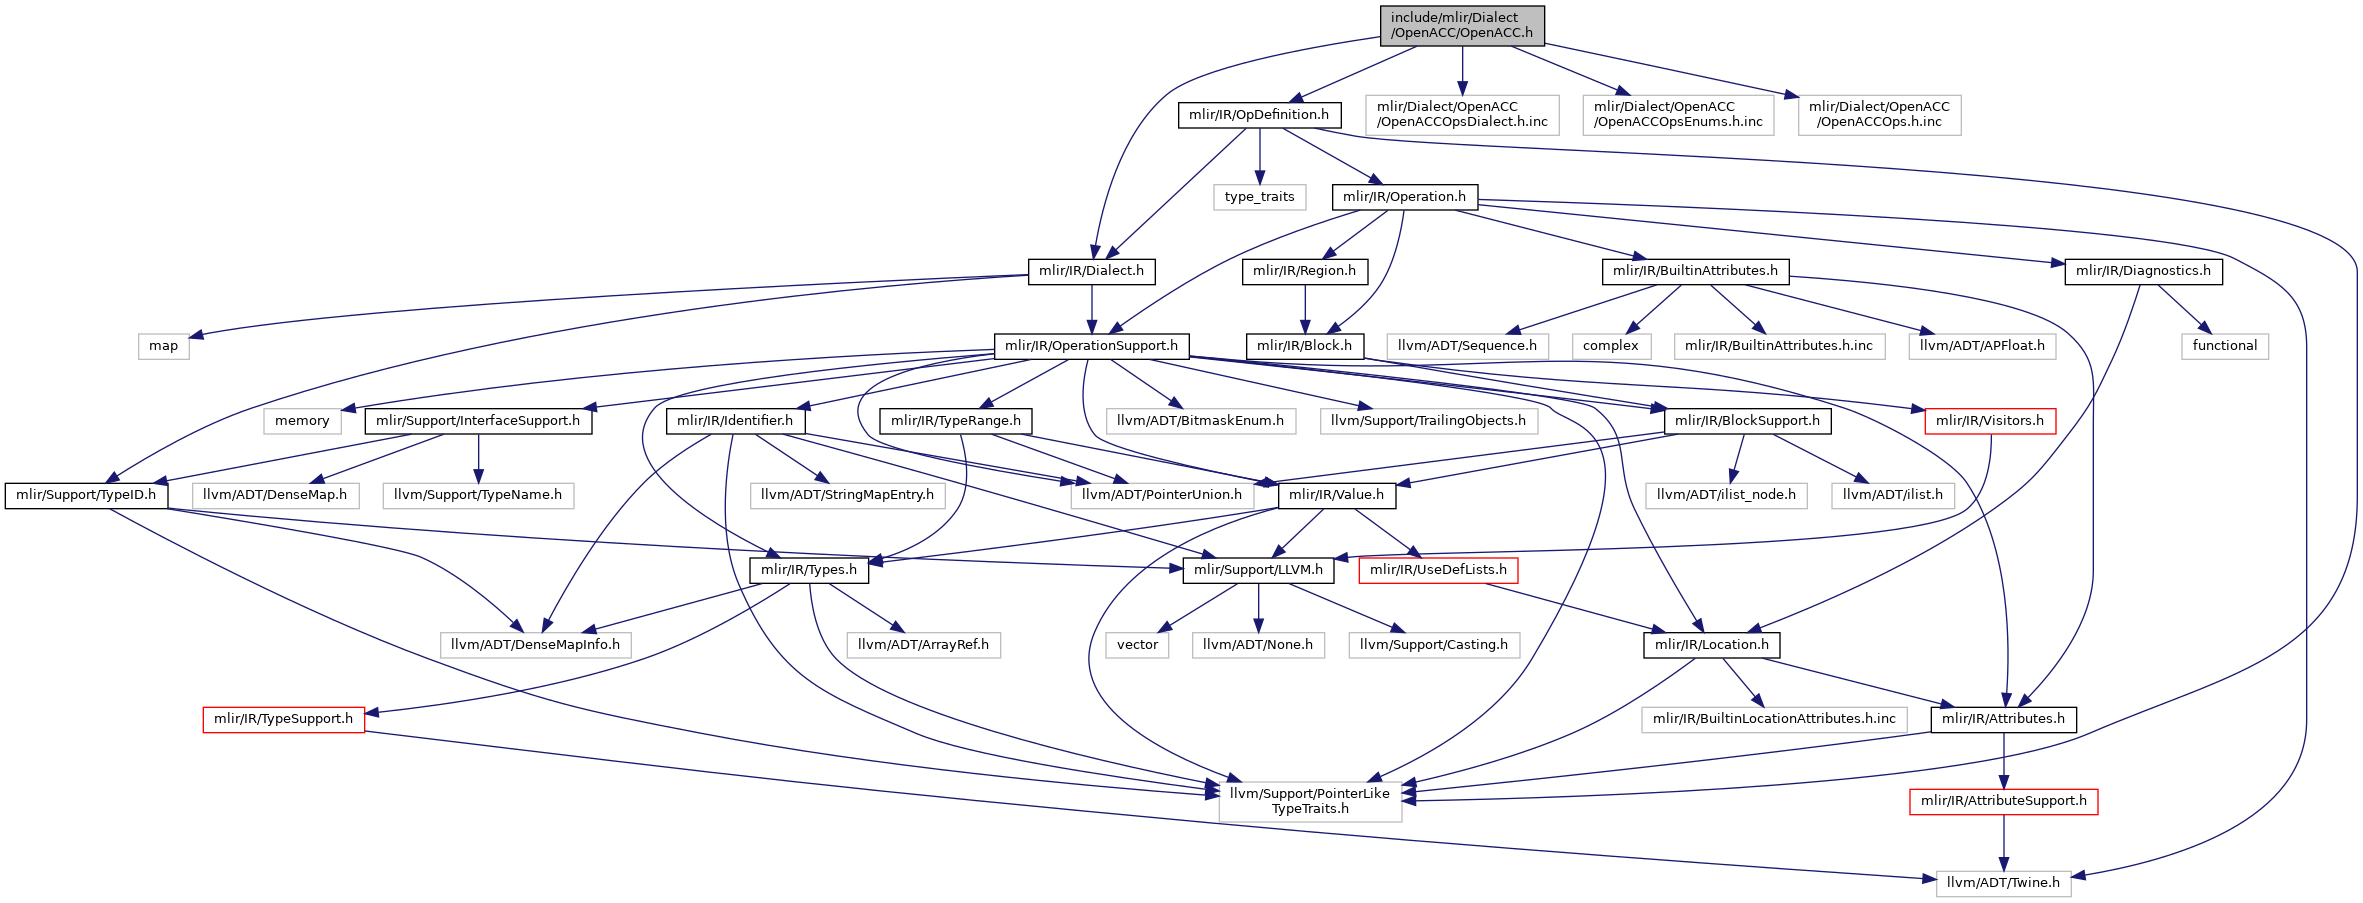 include/mlir/Dialect
/OpenACC/OpenACC.h
mlir/IR/OpDefinition.h
mlir/Dialect/OpenACC
/OpenACCOpsDialect.h.inc
mlir/Dialect/OpenACC
/OpenACCOpsEnums.h.inc
mlir/Dialect/OpenACC
/OpenACCOps.h.inc
type_traits
mlir/IR/Operation.h
mlir/IR/Dialect.h
mlir/IR/Region.h
mlir/IR/BuiltinAttributes.h
mlir/IR/Diagnostics.h
map
mlir/IR/OperationSupport.h
mlir/IR/Block.h
llvm/ADT/Sequence.h
complex
mlir/IR/BuiltinAttributes.h.inc
llvm/ADT/APFloat.h
functional
memory
mlir/Support/InterfaceSupport.h
mlir/IR/Identifier.h
mlir/IR/TypeRange.h
llvm/ADT/BitmaskEnum.h
llvm/Support/TrailingObjects.h
mlir/IR/BlockSupport.h
mlir/IR/Visitors.h
mlir/Support/TypeID.h
llvm/ADT/DenseMap.h
llvm/Support/TypeName.h
llvm/ADT/StringMapEntry.h
llvm/ADT/PointerUnion.h
mlir/IR/Value.h
llvm/ADT/ilist_node.h
llvm/ADT/ilist.h
mlir/IR/Types.h
mlir/Support/LLVM.h
mlir/IR/UseDefLists.h
llvm/ADT/DenseMapInfo.h
llvm/ADT/ArrayRef.h
vector
llvm/ADT/None.h
llvm/Support/Casting.h
mlir/IR/Location.h
mlir/IR/TypeSupport.h
mlir/IR/BuiltinLocationAttributes.h.inc
mlir/IR/Attributes.h
llvm/Support/PointerLike
TypeTraits.h
mlir/IR/AttributeSupport.h
llvm/ADT/Twine.h